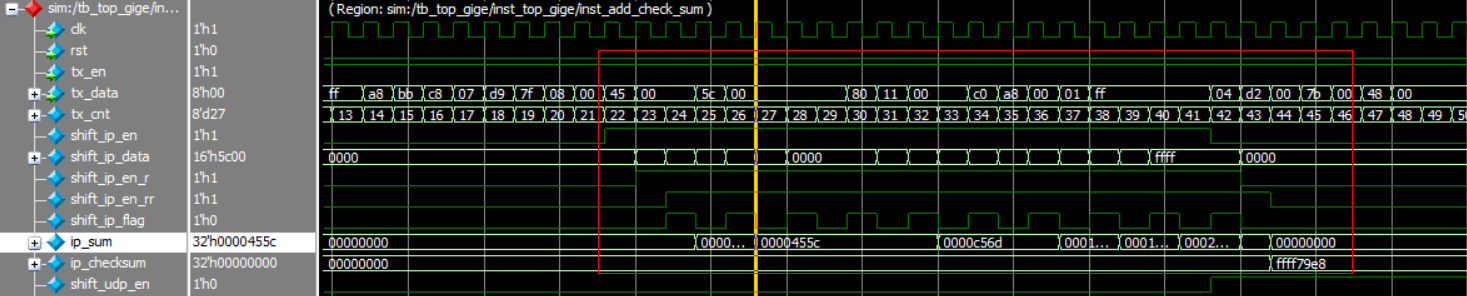 sim:/tb_top_gige/in...
(Region: sim:/tb_top_gige/inst_top_gige/inst_add_check_sum )
clk 1'h1
rst 1'h0
tx_en 1'h1
tx_data 8'h00 ff a8 bb c8 07 d9 7f 08 00 45 00 5c 00 80 11 00 c0 a8 00 01 ff 04 d2 00 7b 00 48 00
tx_cnt 8'd27 13 14 15 16 17 18 19 20 21 22 23 24 25 26 27 28 29 30 31 32 33 34 35 36 37 38 39 40 41 42 43 44 45 46 47 48 49
shift_ip_en 1'h1
shift_ip_data 16'h5c00 0000 0000 ffff 0000
shift_ip_en_r 1'h1
shift_ip_en_rr 1'h1
shift_ip_flag 1'h0
ip_sum 32'h0000455c 00000000 0000... 0000455c 0000c56d 0001... 0001... 0002... 00000000
ip_checksum 32'h00000000 00000000 ffff79e8
shift_udp_en 1'h0